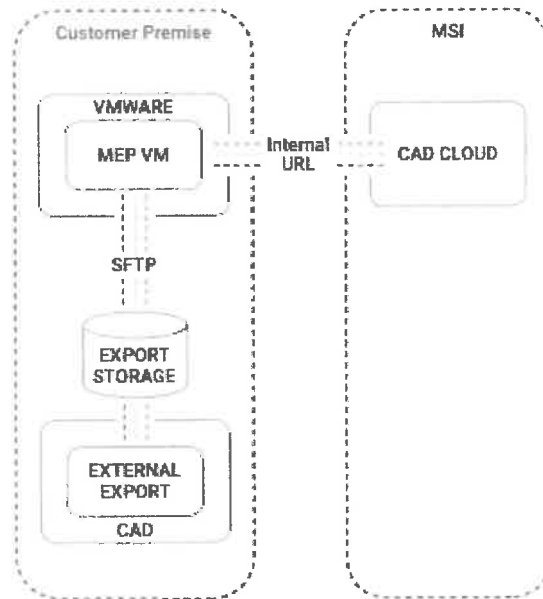 Customer Premise
MSI
VMWARE
MEP VM
Internal
URL
CAD CLOUD
SFTP
EXPORT
STORAGE
EXTERNAL
EXPORT
CAD